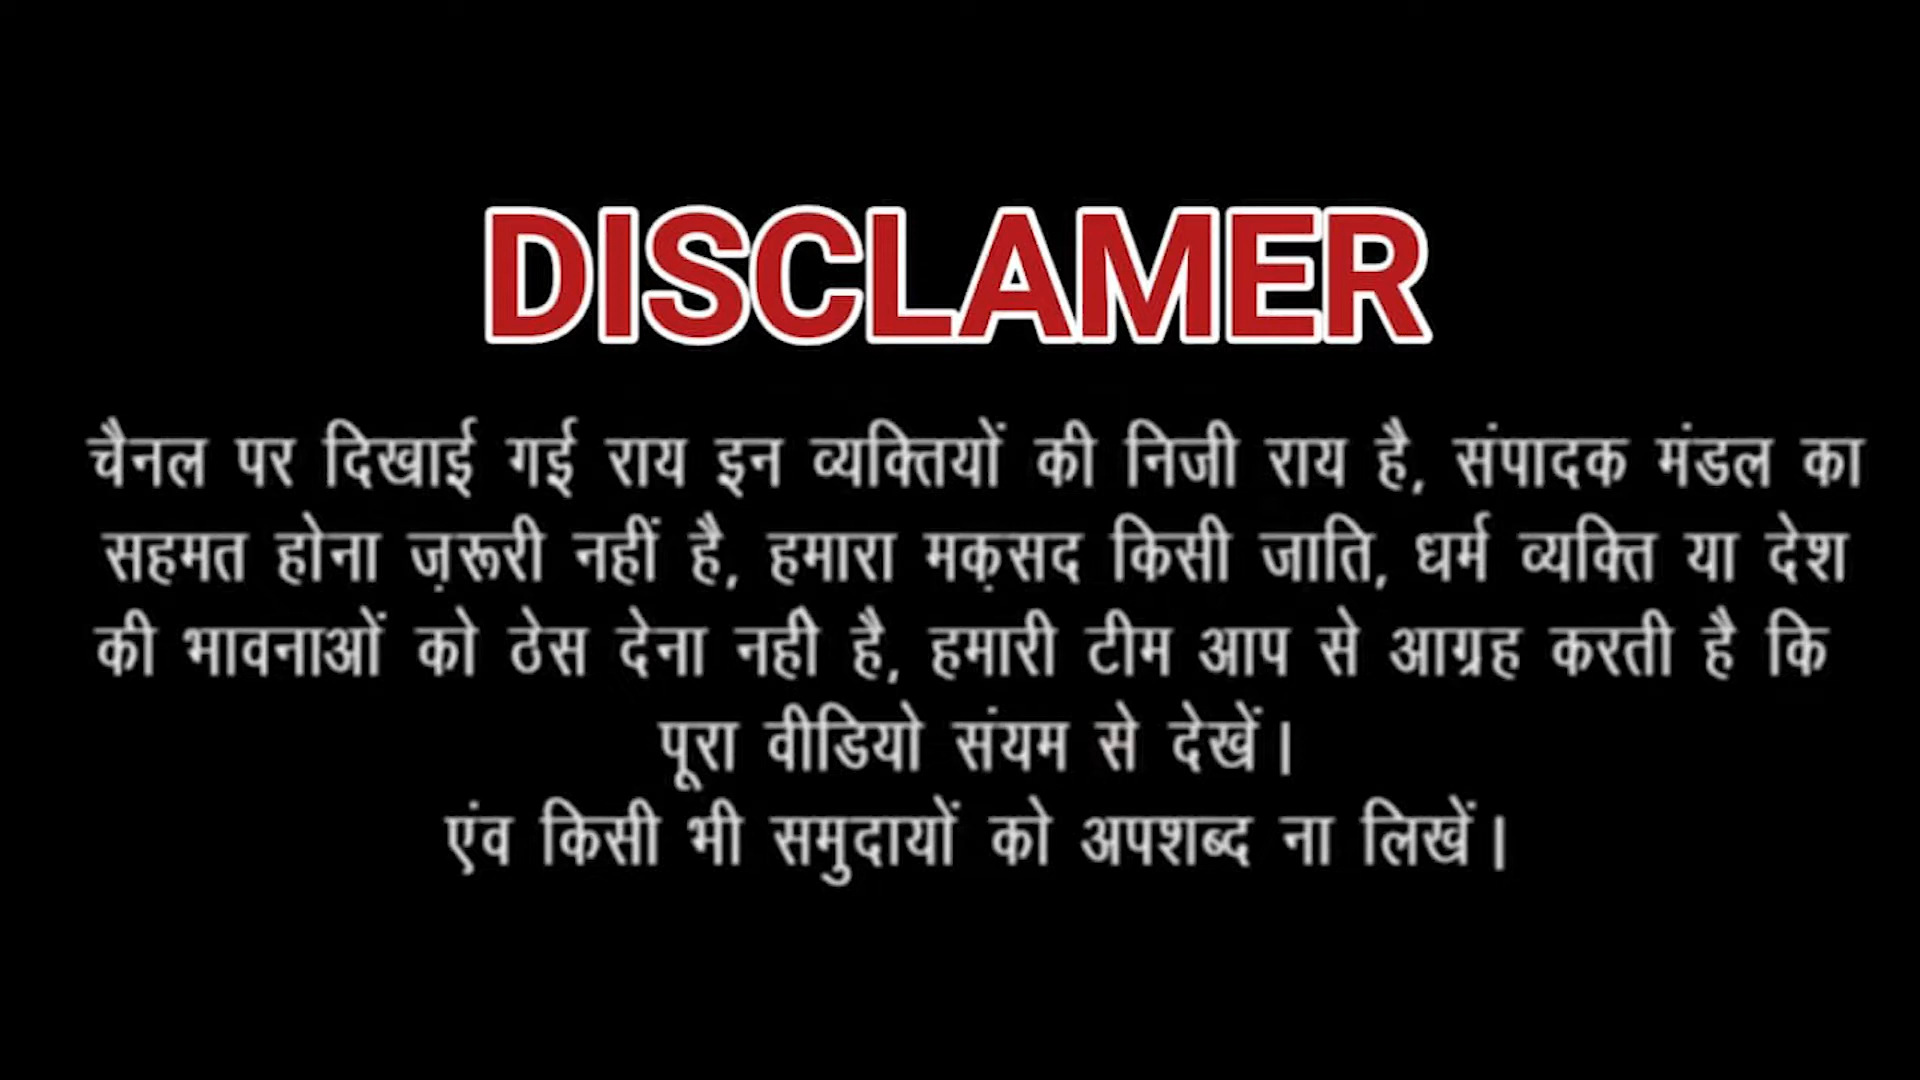 DISCLAMER
चैनल पर दिखाई गई राय इन व्यक्तियों की निजी राय है, संपादक मंडल का
सहमत होना ज़रूरी नहीं है, हमारा मक़सद किसी जाति, धर्म व्यक्ति या देश
की भावनाओं को ठेस देना नही है, हमारी टीम आप से आग्रह करती है कि
पूरा वीडियो संयम से देखें।
एंव किसी भी समुदायों को अपशब्द ना लिखें।